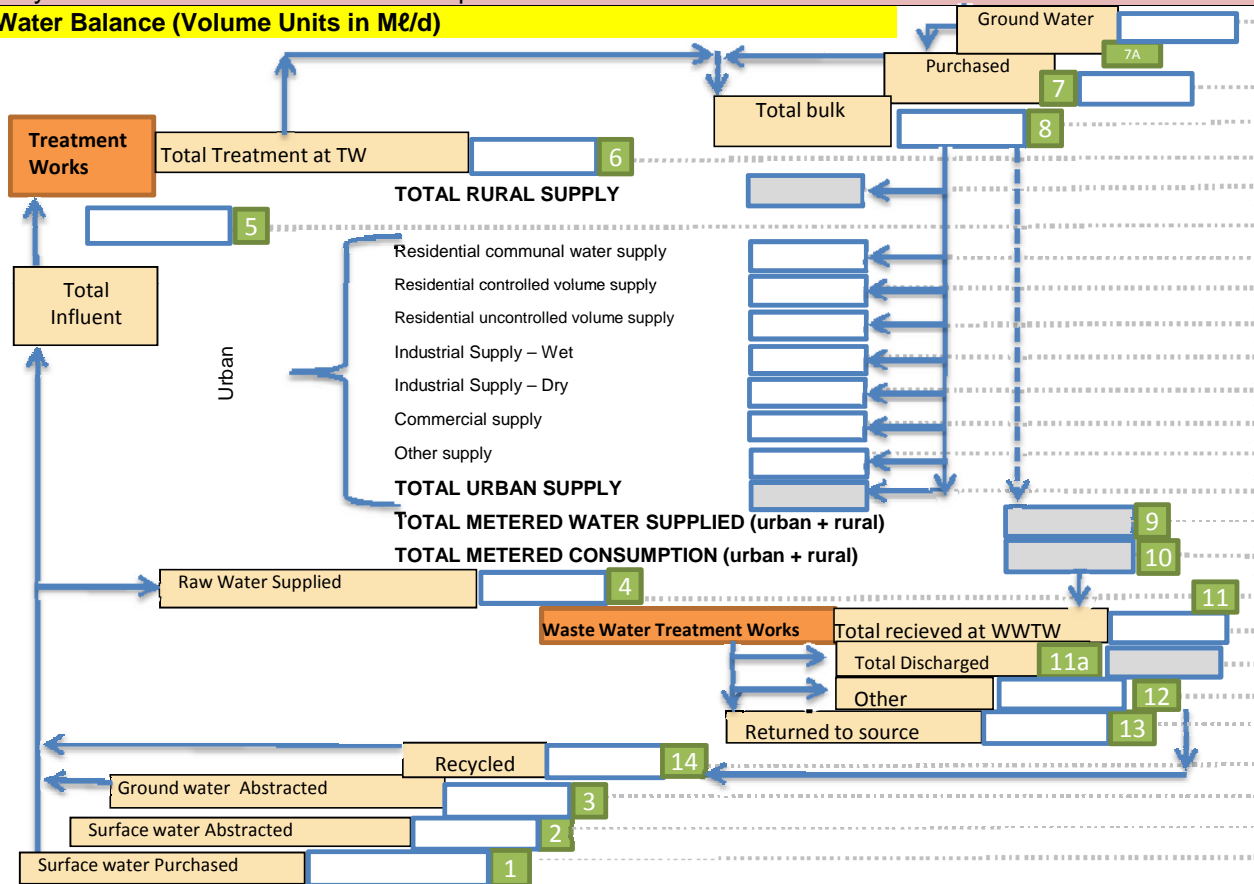 Water Balance (Volume Units in Mℓ/d)
Ground Water
7A
Purchased
7
Total bulk
8
Treatment
Works
Total Treatment at TW
6
TOTAL RURAL SUPPLY
5
Residential communal water supply
Total
Influent
Residential controlled volume supply
Residential uncontrolled volume supply
Urban
Industrial Supply – Wet
Industrial Supply – Dry
Commercial supply
Other supply
TOTAL URBAN SUPPLY
TOTAL METERED WATER SUPPLIED (urban + rural)
9
TOTAL METERED CONSUMPTION (urban + rural)
10
Raw Water Supplied
4
11
Waste Water Treatment Works
Total recieved at WWTW
Total Discharged
11a
Other
12
Returned to source
13
Recycled
14
Ground water Abstracted
3
Surface water Abstracted
2
Surface water Purchased
1